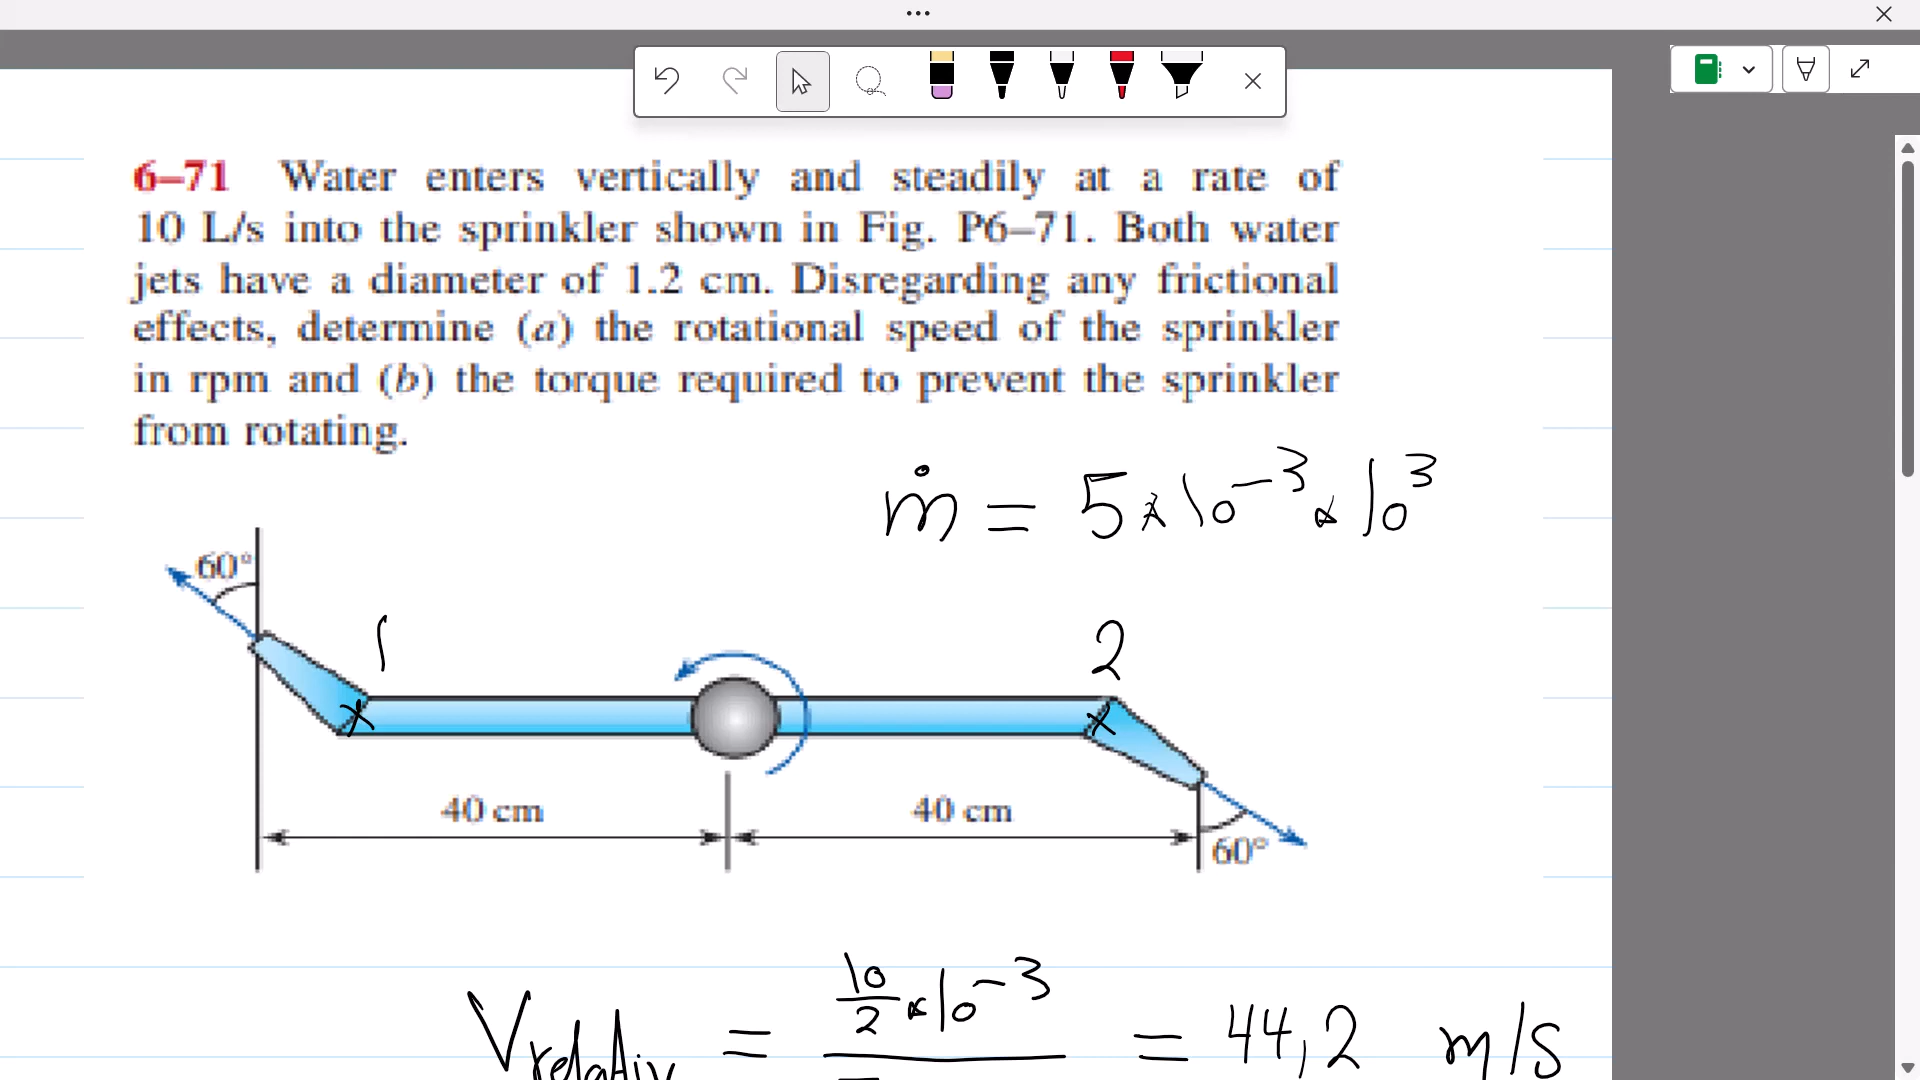 6–71 Water enters vertically and steadily at a rate of
10 L/s into the sprinkler shown in Fig. P6–71. Both water
jets have a diameter of 1.2 cm. Disregarding any frictional
effects, determine (a) the rotational speed of the sprinkler
in rpm and (b) the torque required to prevent the sprinkler
from rotating.
ṁ = 5 × 10⁻³ × 10³
60°
1
2
40 cm
40 cm
60°
10/2 × 10⁻³
V relativ = = 44,2 m/s